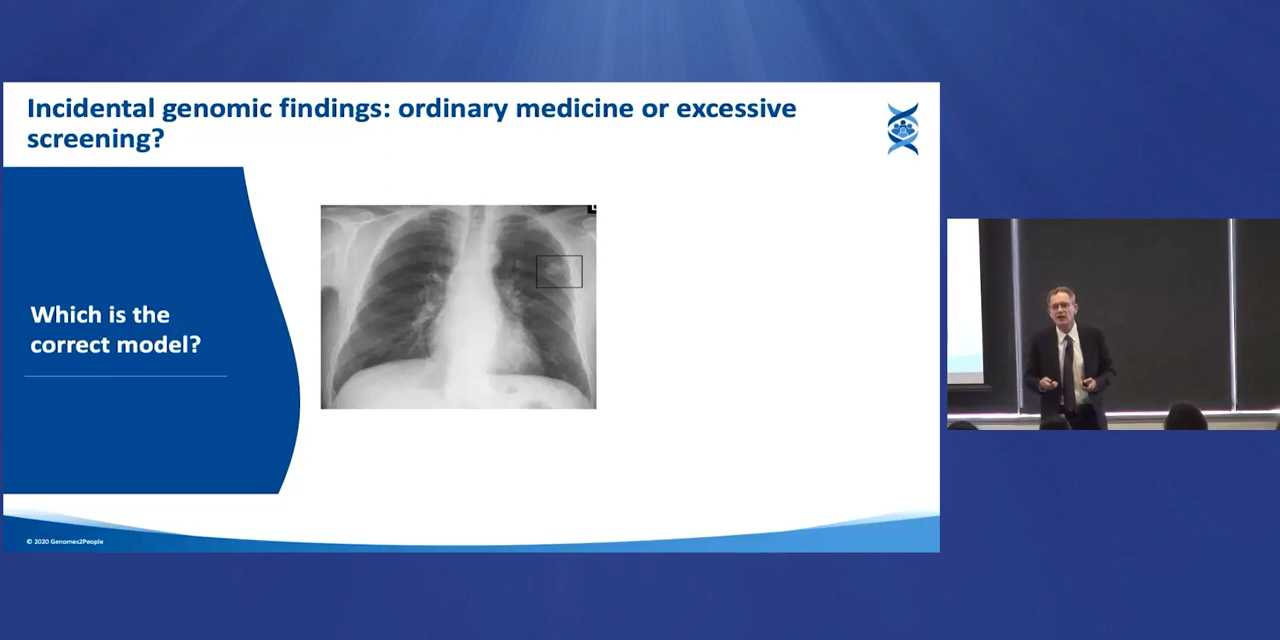 Incidental genomic findings: ordinary medicine or excessive
screening?
Which is the
correct model?
© 2020 Genomes2People